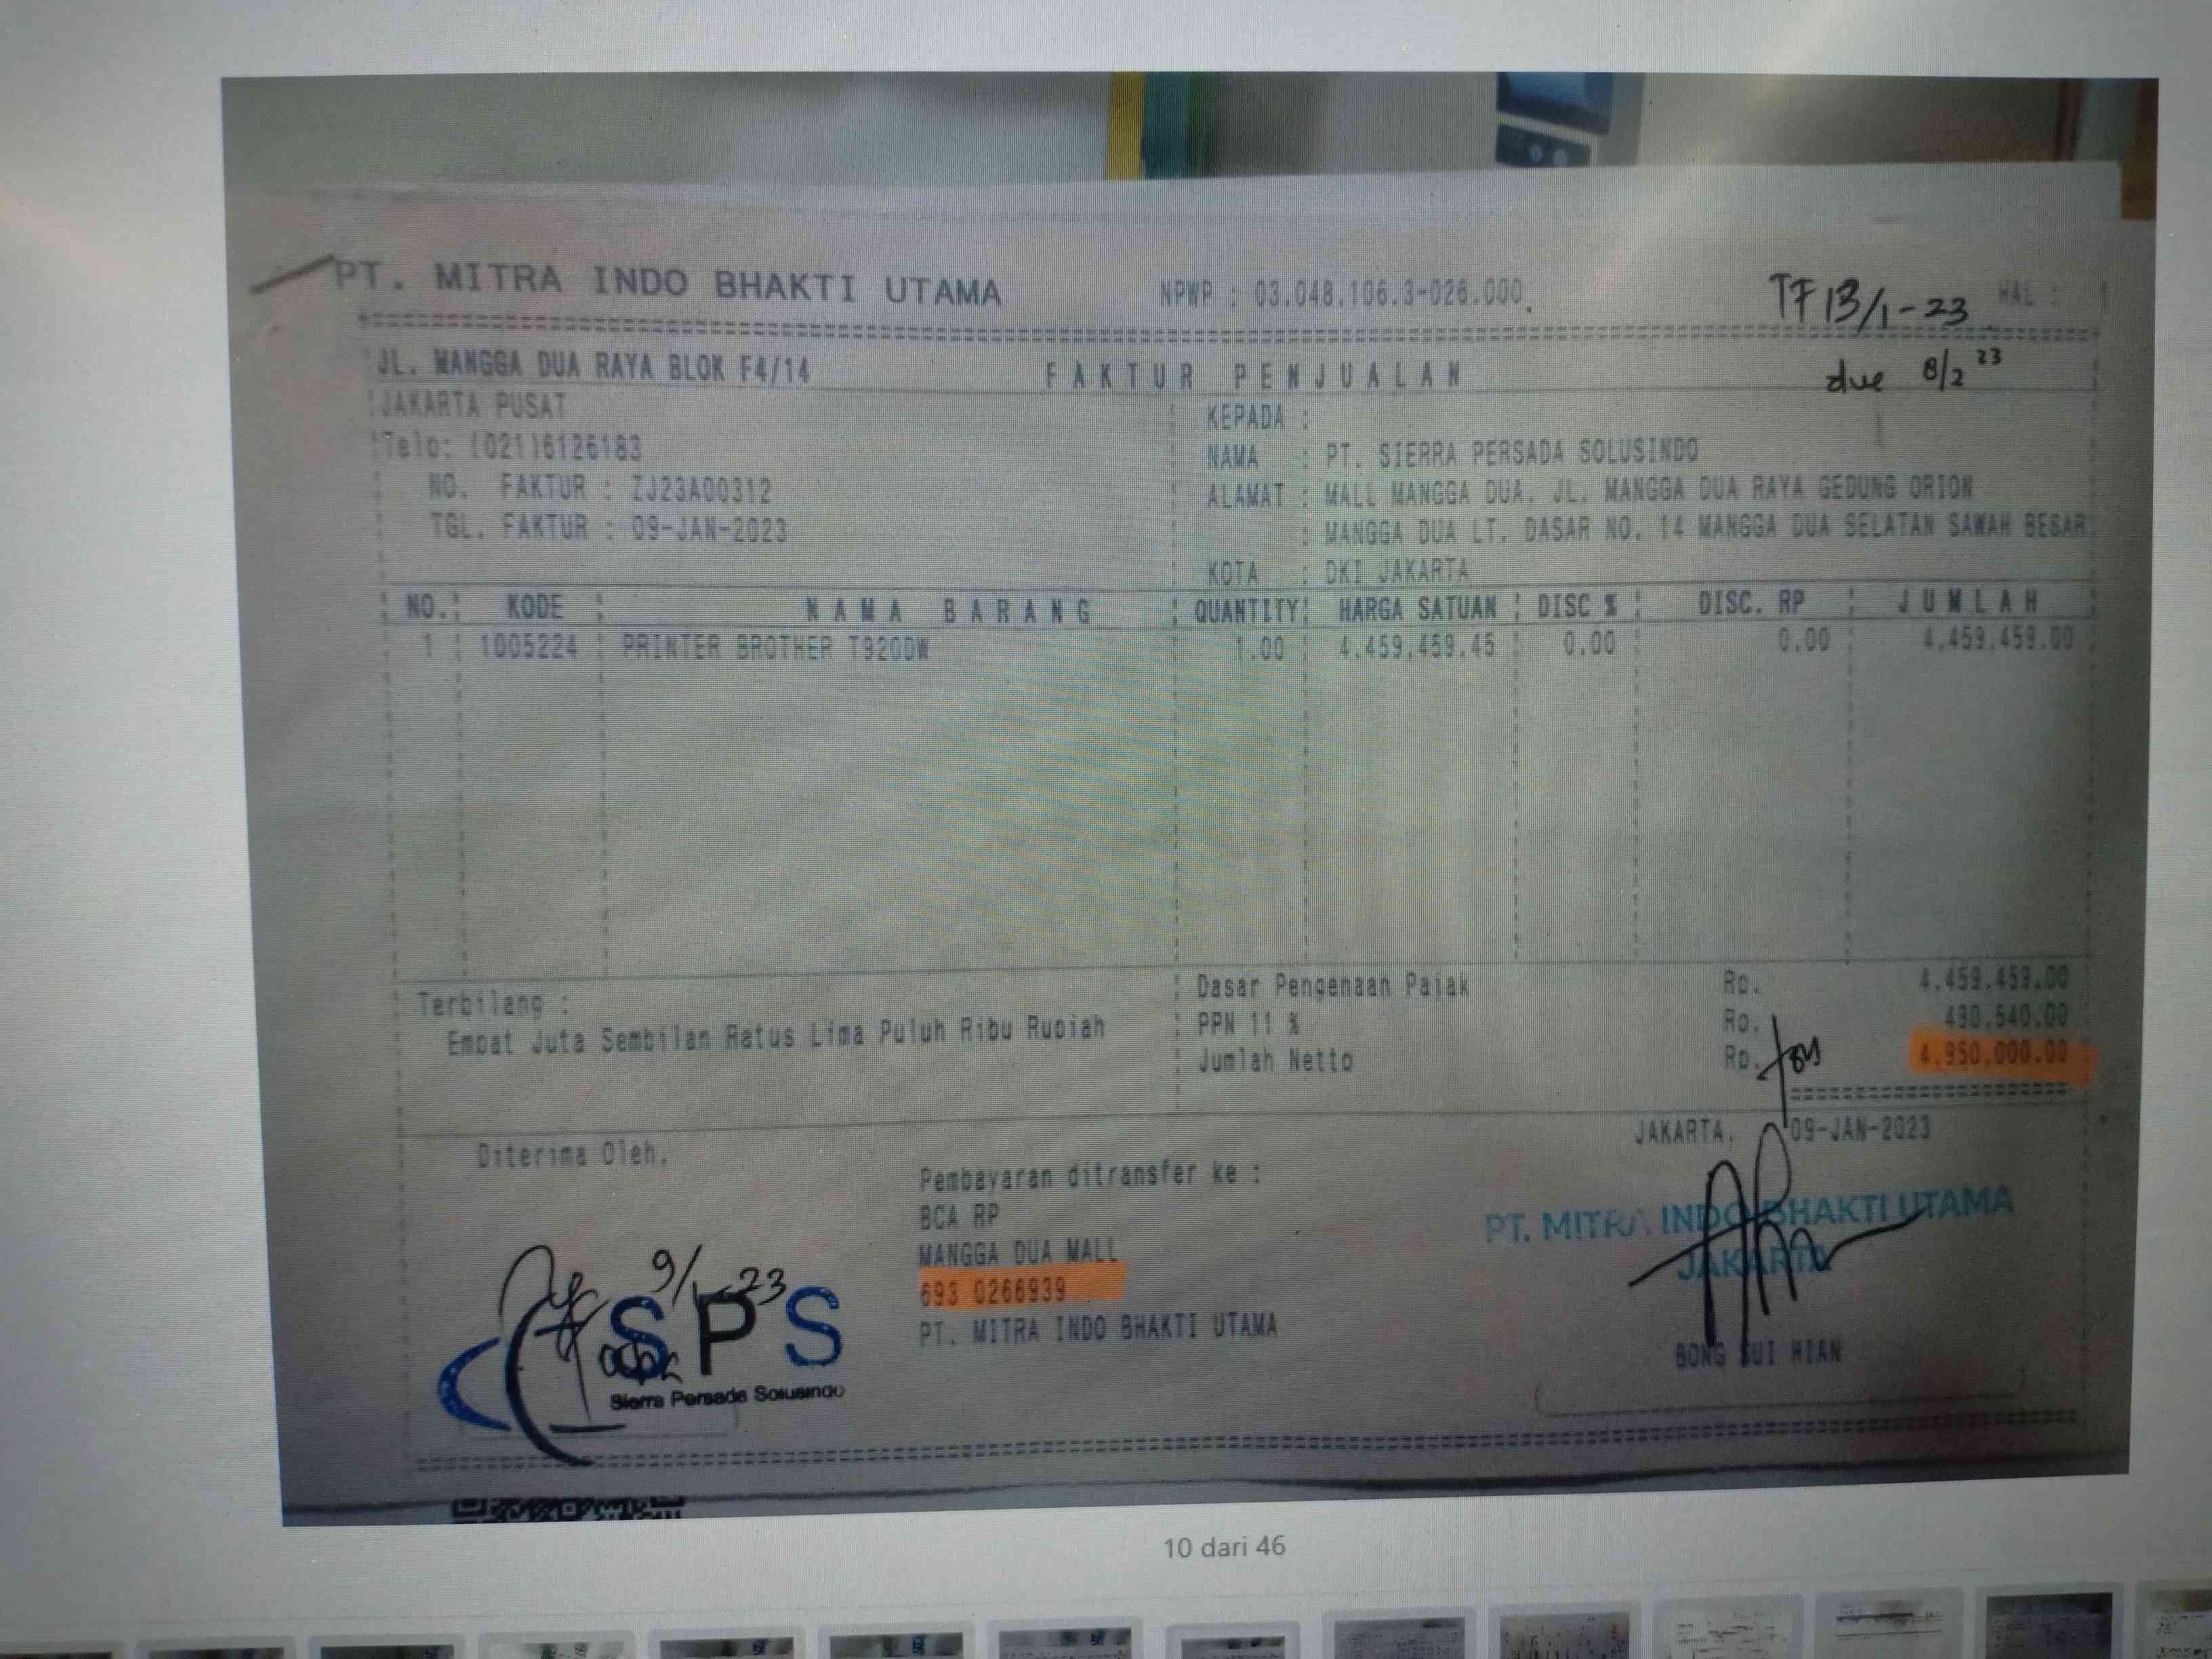 PT. MITRA INDO BHAKTI UTAMA NPWP : 03.048.106.3-026.000 TF 13/1-23 HAL :
JL. MANGGA DUA RAYA BLOK F4/14 FAKTUR PENJUALAN due 8/2 23
JAKARTA PUSAT KEPADA :
Telp: (021)6126183 NAMA : PT. SIERRA PERSADA SOLUSINDO
NO. FAKTUR : ZJ23A00312 ALAMAT : MALL MANGGA DUA, JL. MANGGA DUA RAYA GEDUNG ORION
TGL. FAKTUR : 09-JAN-2023 : MANGGA DUA LT. DASAR NO. 14 MANGGA DUA SELATAN SAWAH BESAR
KOTA : DKI JAKARTA
NO. KODE NAMA BARANG QUANTITY HARGA SATUAN DISC % DISC. RP JUMLAH
1 1005224 PRINTER BROTHER T920DW 1.00 4,459,459.45 0.00 0.00 4,459,459.00
Terbilang : Dasar Pengenaan Pajak Rp. 4,459,459.00
Empat Juta Sembilan Ratus Lima Puluh Ribu Rupiah PPN 11 % Rp. 490,540.00
Jumlah Netto Rp. 4,950,000.00
JAKARTA, 09-JAN-2023
Diterima Oleh,
Pembayaran ditransfer ke :
BCA RP
MANGGA DUA MALL
693 0266939
PT. MITRA INDO BHAKTI UTAMA
PT. MITRA INDO BHAKTI UTAMA
JAKARTA
BONG SUI HIAN
9/1-23
SPS
Sierra Persada Solusindo
10 dari 46